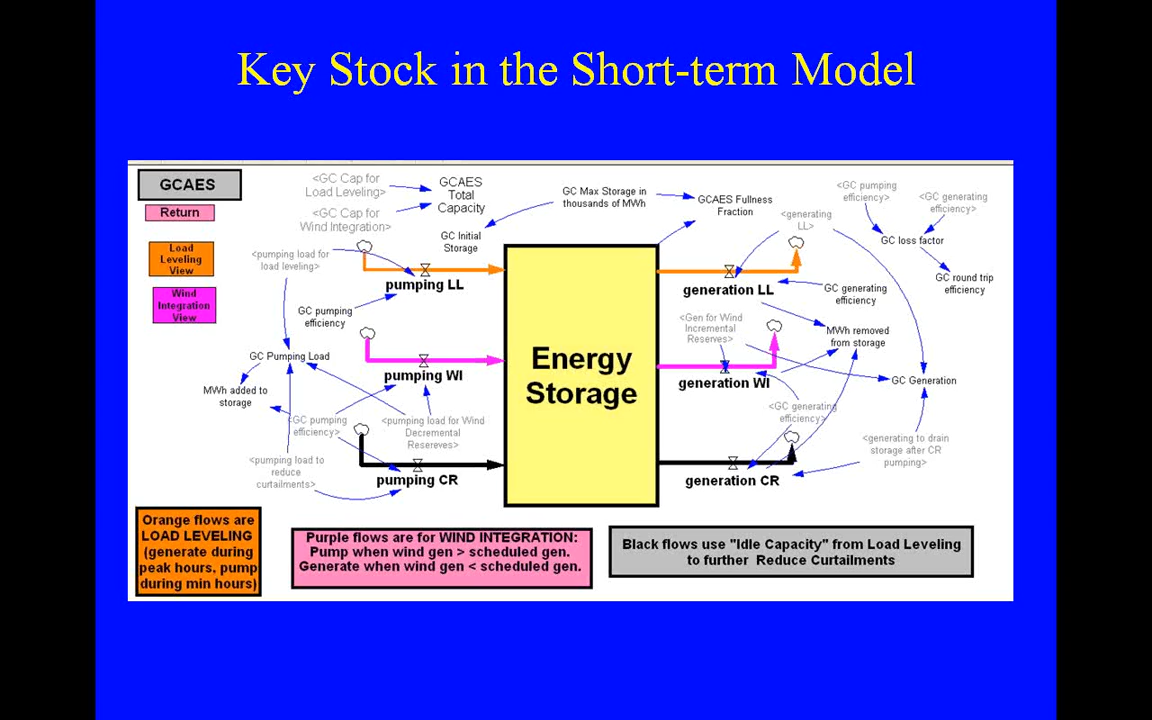 Key Stock in the Short-term Model
GCAES
Return
Load
Leveling
View
Wind
Integration
View
<GC Cap for
Load Leveling>
<GC Cap for
Wind Integration>
GCAES
Total
Capacity
GC Initial
Storage
GC Max Storage in
thousands of MWh
GCAES Fullness
Fraction
<generating
LL>
<GC pumping
efficiency>
<GC generating
efficiency>
GC loss factor
GC round trip
efficiency
<pumping load for
load leveling>
pumping LL
GC pumping
efficiency
generation LL
GC generating
efficiency
<Gen for Wind
Incremental
Reserves>
MWh removed
from storage
GC Pumping Load
MWh added to
storage
pumping WI
Energy
Storage
generation WI
GC Generation
<GC pumping
efficiency>
<pumping load for Wind
Decremental
Resereves>
<GC generating
efficiency>
<pumping load to
reduce
curtailments>
pumping CR
generation CR
<generating to drain
storage after CR
pumping>
Orange flows are
LOAD LEVELING
(generate during
peak hours, pump
during min hours)
Purple flows are for WIND INTEGRATION:
Pump when wind gen > scheduled gen.
Generate when wind gen < scheduled gen.
Black flows use "Idle Capacity" from Load Leveling
to further Reduce Curtailments